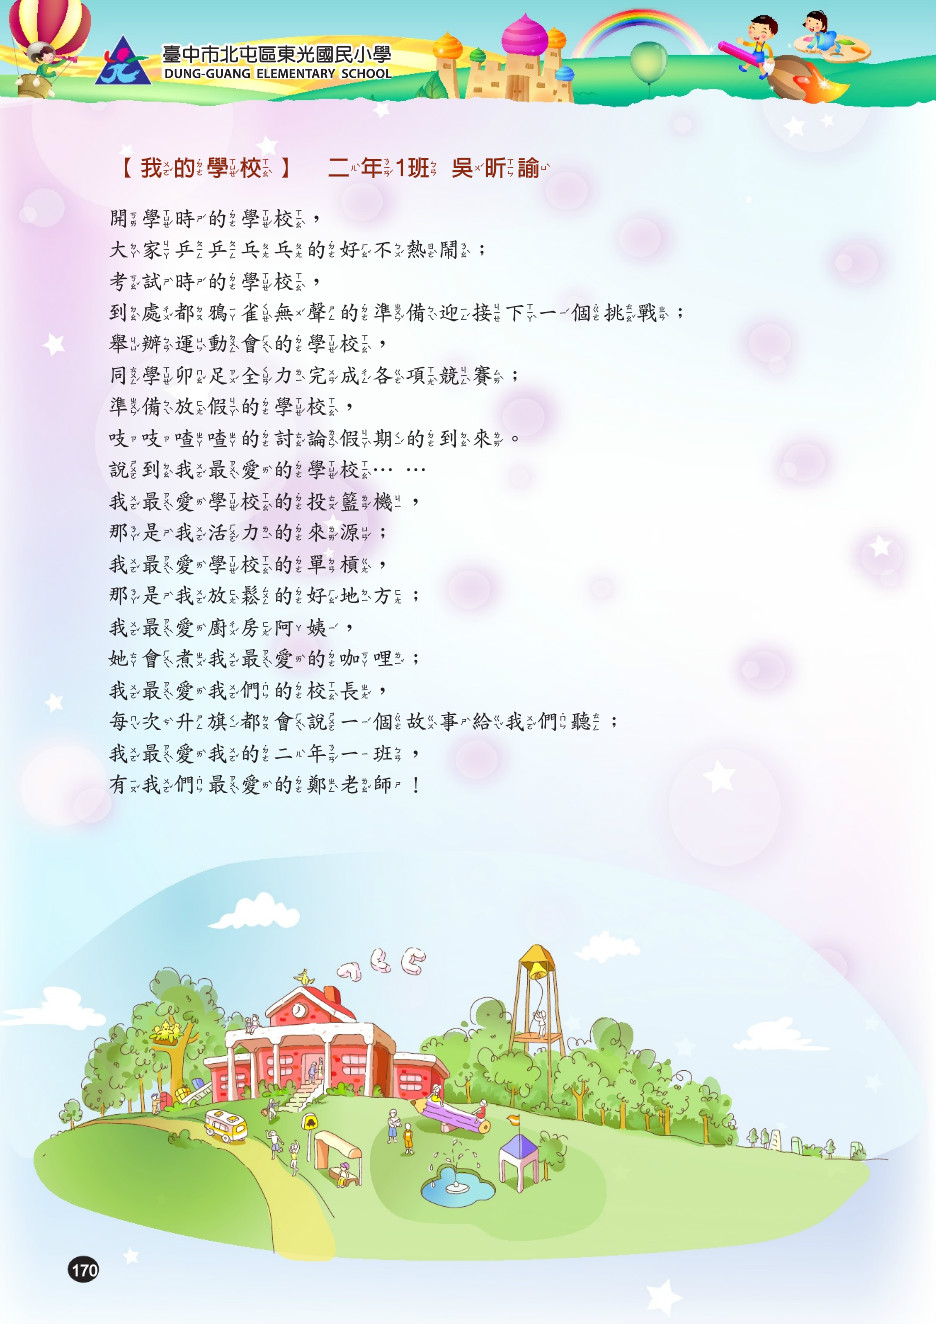 臺中市北屯區東光國民小學
DUNG-GUANG ELEMENTARY SCHOOL
【我的學校】 二年1班 吳昕諭
開學時的學校，
大家乒乒乓乓的好不熱鬧；
考試時的學校，
到處都鴉雀無聲的準備迎接下一個挑戰；
舉辦運動會的學校，
同學卯足全力完成各項競賽；
準備放假的學校，
吱吱喳喳的討論假期的到來。
說到我最愛的學校⋯⋯
我最愛學校的投籃機，
那是我活力的來源；
我最愛學校的單槓，
那是我放鬆的好地方；
我最愛廚房阿姨，
她會煮我最愛的咖哩；
我最愛我們的校長，
每次升旗都會說一個故事給我們聽；
我最愛我的二年一班，
有我們最愛的鄭老師！
170